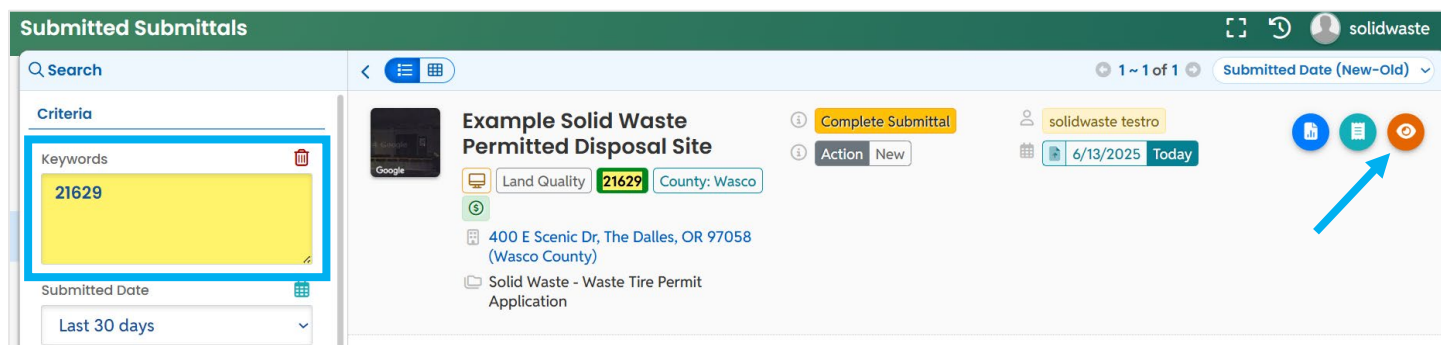 Submitted Submittals
solidwaste
Search
1 ~ 1 of 1
Submitted Date (New-Old)
Criteria
Keywords
21629
Submitted Date
Last 30 days
Google
Example Solid Waste
Permitted Disposal Site
Land Quality 21629 County: Wasco
400 E Scenic Dr, The Dalles, OR 97058
(Wasco County)
Solid Waste - Waste Tire Permit
Application
Complete Submittal
Action New
solidwaste testro
6/13/2025 Today